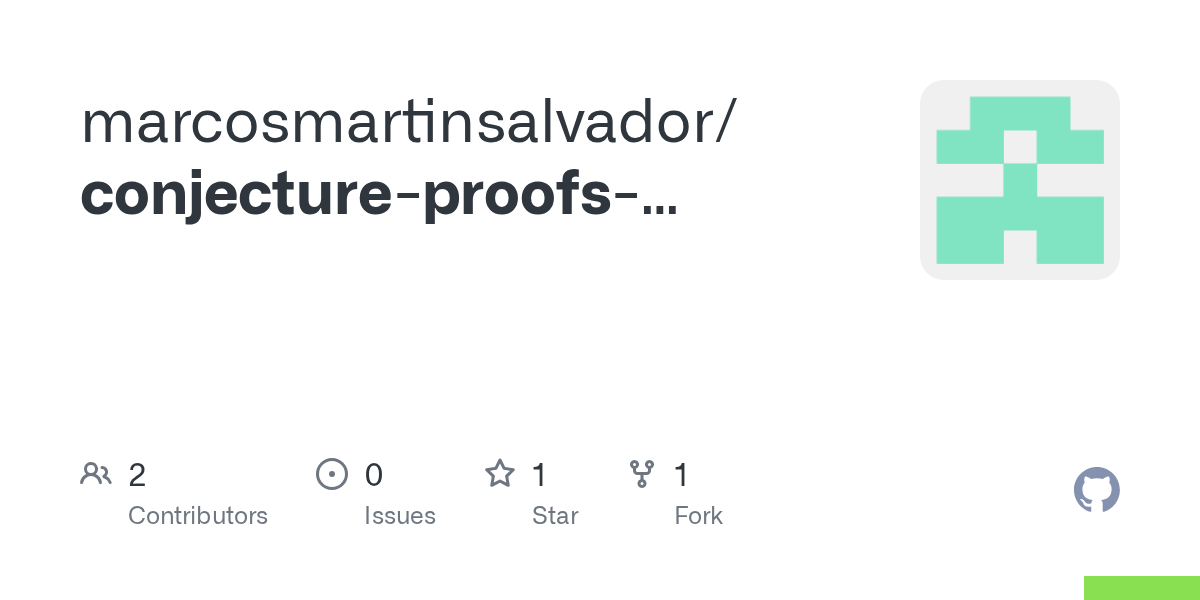 marcosmartinsalvador/
conjecture-proofs-...
2 0 1 1
Contributors Issues Star Fork